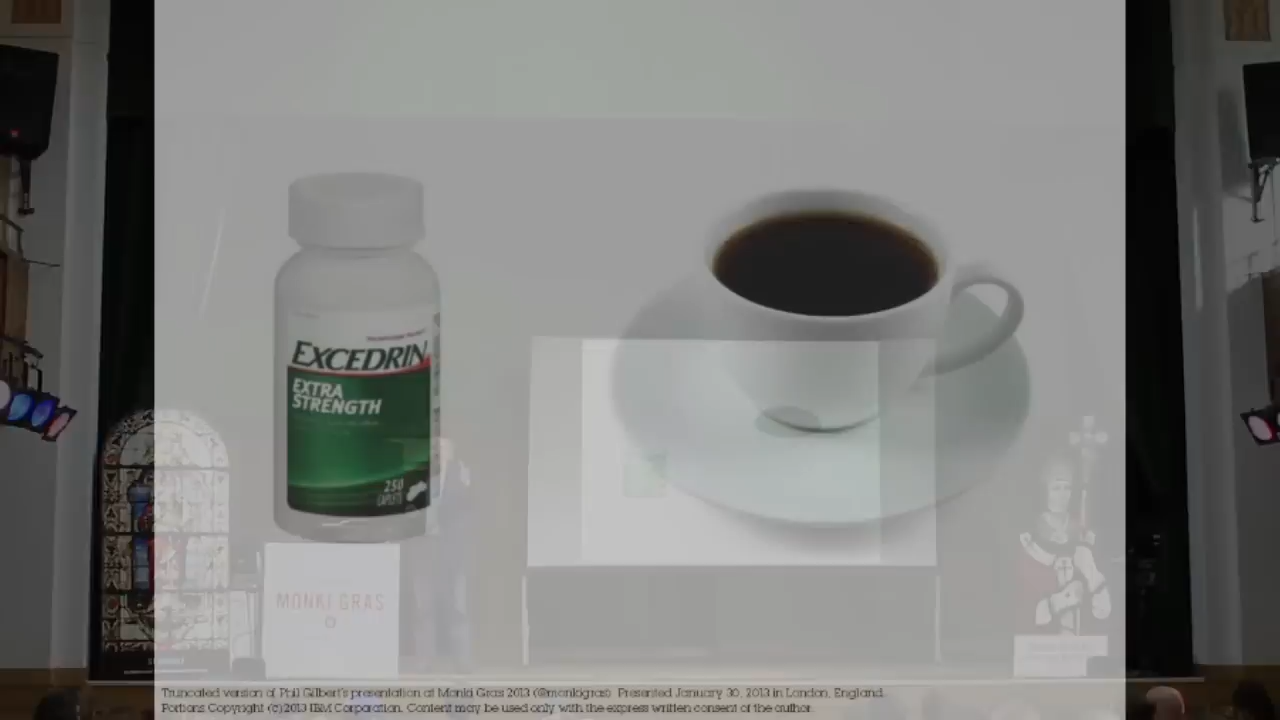 EXCEDRIN
EXTRA
STRENGTH
250
CAPLETS
MONKI GRAS
Truncated version of Phil Gilbert's presentation at Monki Gras 2013 (@monkigras). Presented January 30, 2013 in London, England.
Portions Copyright (c)2013 IBM Corporation. Content may be used only with the express written consent of the author.